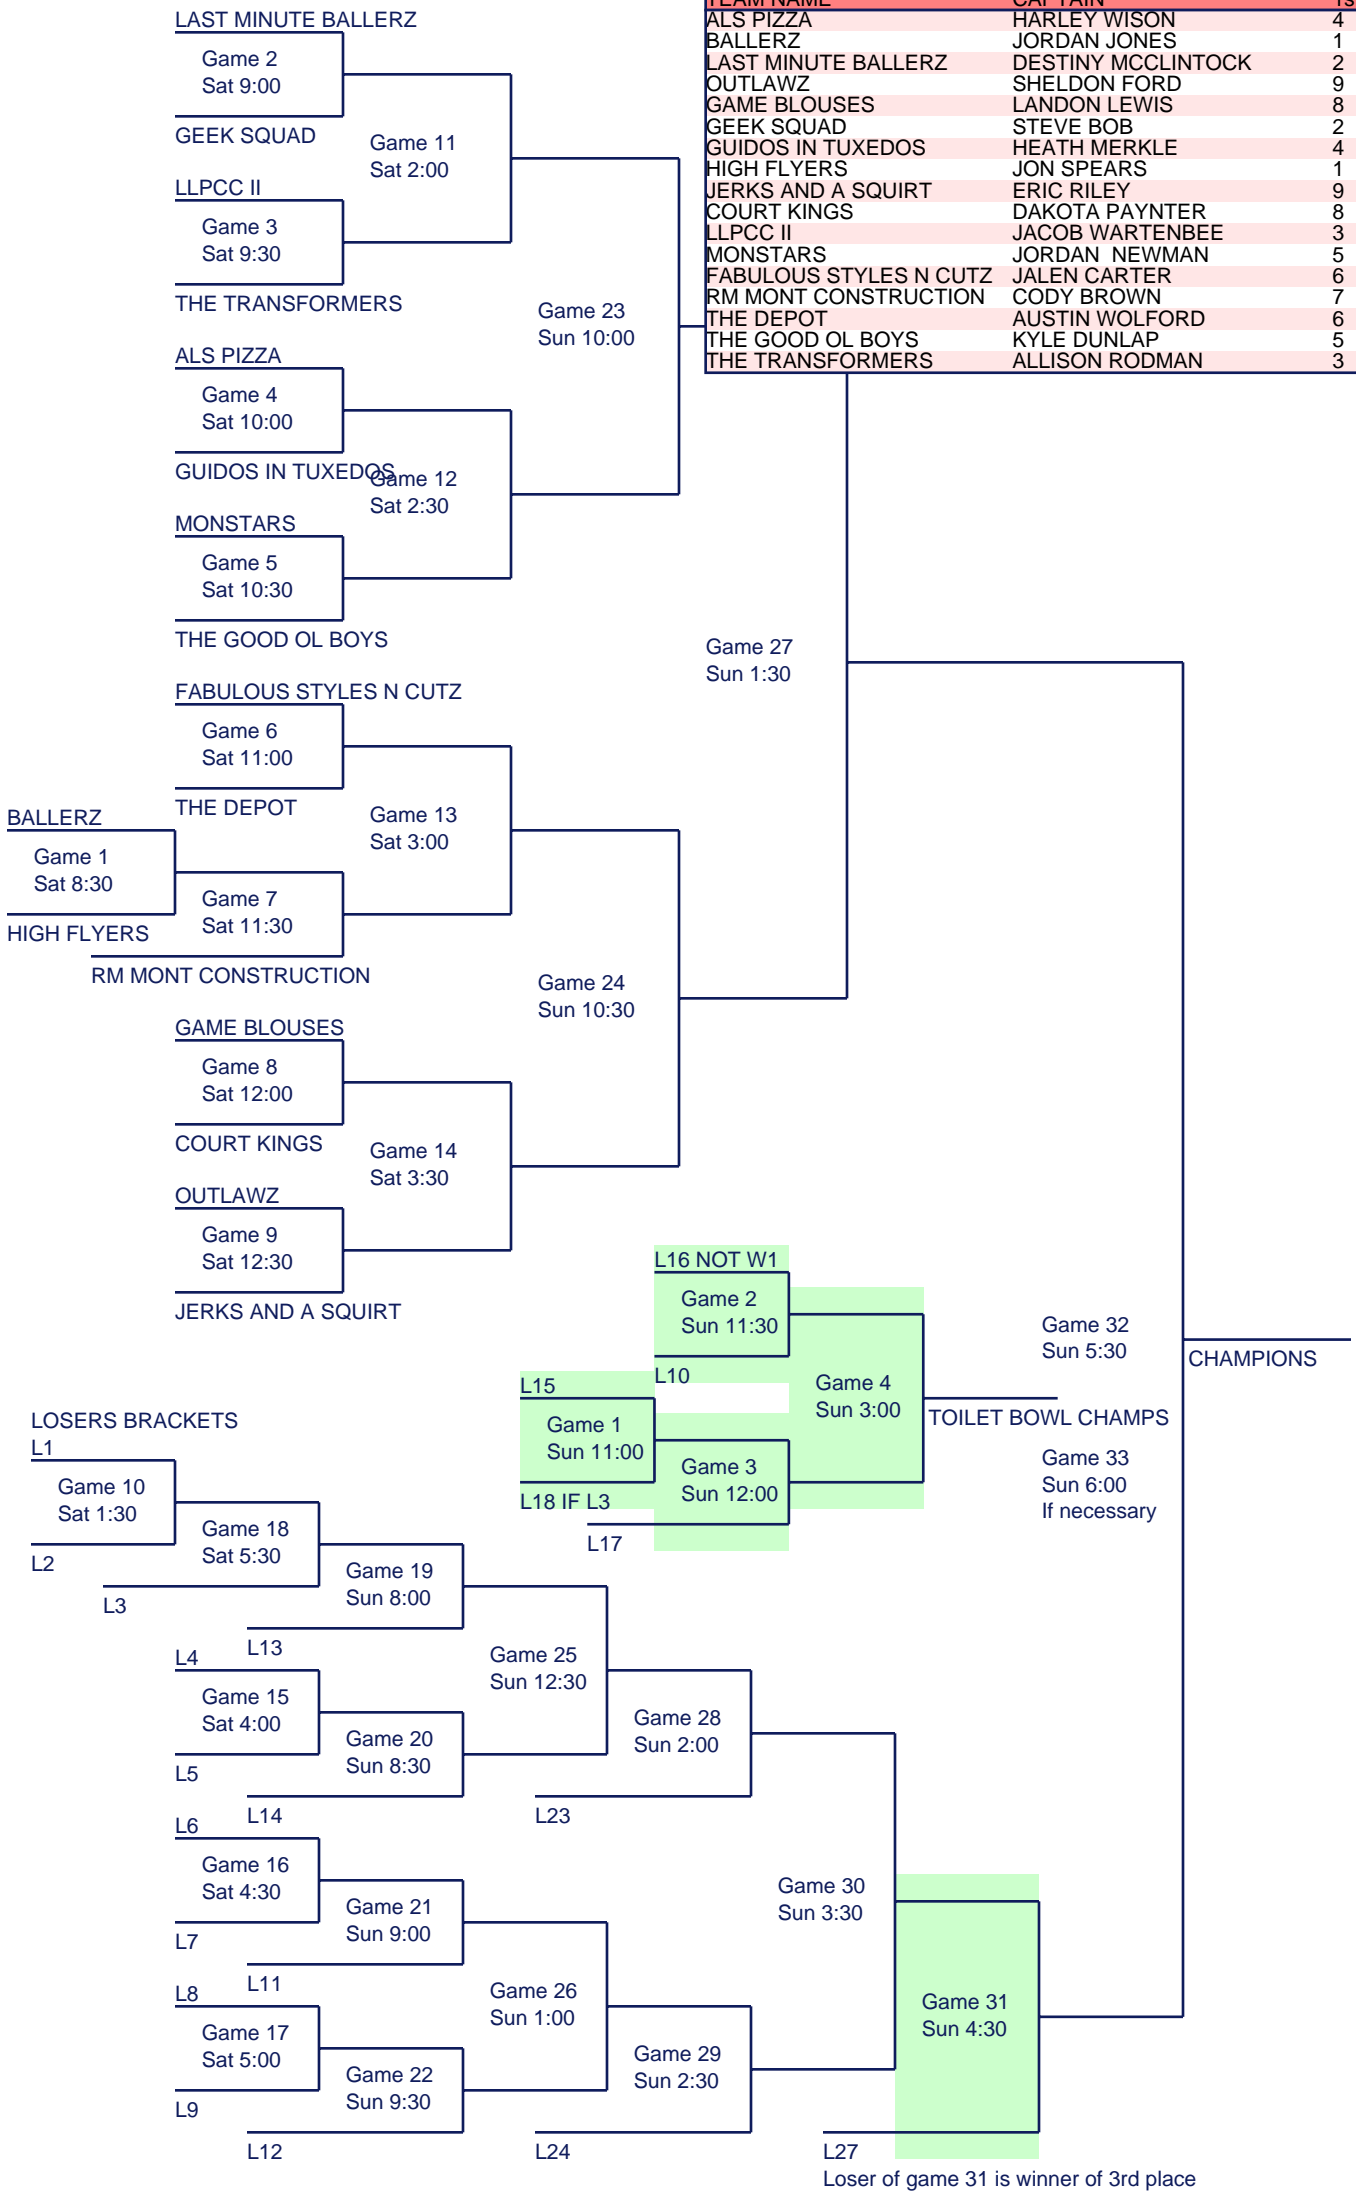 TEAM NAME CAPTAIN
ALS PIZZA HARLEY WISON 4
BALLERZ JORDAN JONES 1
LAST MINUTE BALLERZ DESTINY MCCLINTOCK 2
OUTLAWZ SHELDON FORD 9
GAME BLOUSES LANDON LEWIS 8
GEEK SQUAD STEVE BOB 2
GUIDOS IN TUXEDOS HEATH MERKLE 4
HIGH FLYERS JON SPEARS 1
JERKS AND A SQUIRT ERIC RILEY 9
COURT KINGS DAKOTA PAYNTER 8
LLPCC II JACOB WARTENBEE 3
MONSTARS JORDAN NEWMAN 5
FABULOUS STYLES N CUTZ JALEN CARTER 6
RM MONT CONSTRUCTION CODY BROWN 7
THE DEPOT AUSTIN WOLFORD 6
THE GOOD OL BOYS KYLE DUNLAP 5
THE TRANSFORMERS ALLISON RODMAN 3
LAST MINUTE BALLERZ
Game 2
Sat 9:00
GEEK SQUAD
Game 11
Sat 2:00
LLPCC II
Game 3
Sat 9:30
THE TRANSFORMERS
Game 23
Sun 10:00
ALS PIZZA
Game 4
Sat 10:00
GUIDOS IN TUXEDOS
Game 12
Sat 2:30
MONSTARS
Game 5
Sat 10:30
THE GOOD OL BOYS
Game 27
Sun 1:30
FABULOUS STYLES N CUTZ
Game 6
Sat 11:00
THE DEPOT
Game 13
Sat 3:00
BALLERZ
Game 1
Sat 8:30
HIGH FLYERS
Game 7
Sat 11:30
RM MONT CONSTRUCTION
Game 24
Sun 10:30
GAME BLOUSES
Game 8
Sat 12:00
COURT KINGS
Game 14
Sat 3:30
OUTLAWZ
Game 9
Sat 12:30
JERKS AND A SQUIRT
L16 NOT W1
Game 2
Sun 11:30
L10
L15
Game 1
Sun 11:00
L18 IF L3
Game 3
Sun 12:00
L17
Game 4
Sun 3:00
TOILET BOWL CHAMPS
Game 32
Sun 5:30
CHAMPIONS
Game 33
Sun 6:00
If necessary
LOSERS BRACKETS
L1
Game 10
Sat 1:30
L2
Game 18
Sat 5:30
L3
Game 19
Sun 8:00
L13
Game 25
Sun 12:30
L4
Game 15
Sat 4:00
L5
Game 20
Sun 8:30
L14
Game 28
Sun 2:00
L23
L6
Game 16
Sat 4:30
L7
Game 21
Sun 9:00
L11
Game 30
Sun 3:30
L8
Game 17
Sat 5:00
L9
Game 22
Sun 9:30
L12
Game 26
Sun 1:00
Game 29
Sun 2:30
L24
Game 31
Sun 4:30
L27
Loser of game 31 is winner of 3rd place